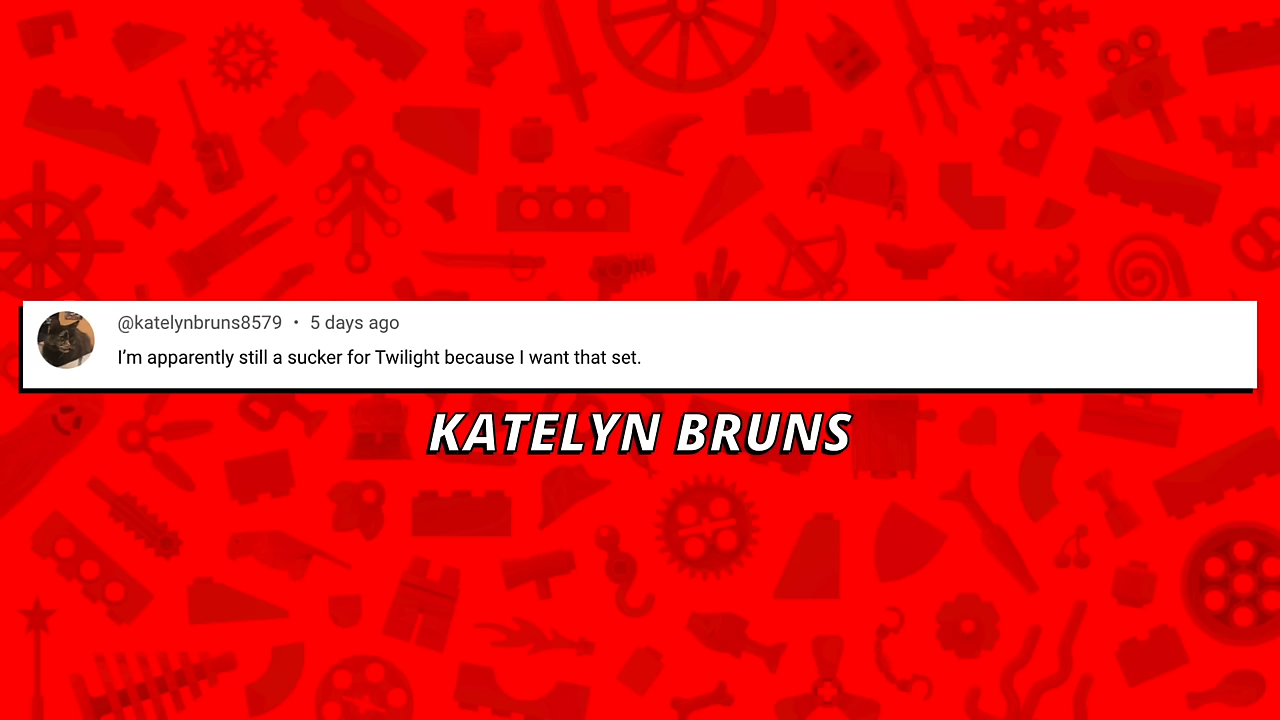 @katelynbruns8579 • 5 days ago
I’m apparently still a sucker for Twilight because I want that set.
KATELYN BRUNS